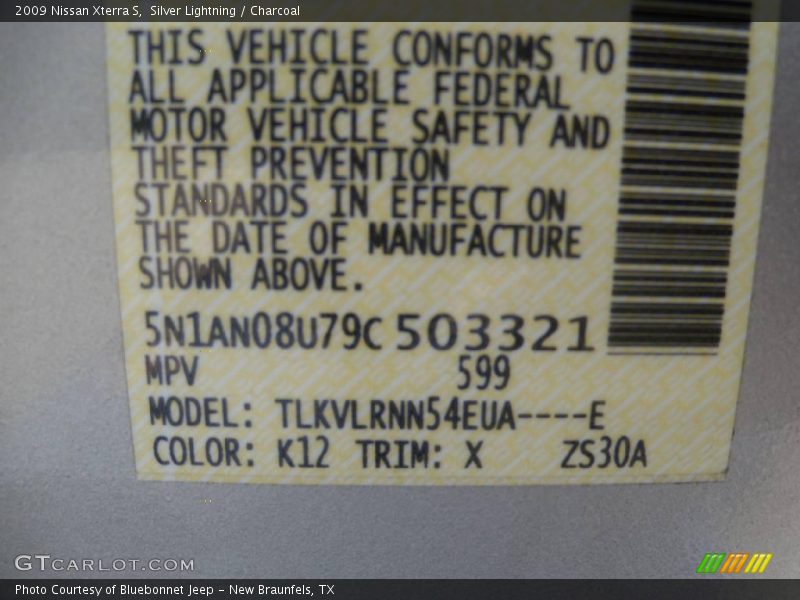 2009 Nissan Xterra S, Silver Lightning / Charcoal
THIS VEHICLE CONFORMS TO
ALL APPLICABLE FEDERAL
MOTOR VEHICLE SAFETY AND
THEFT PREVENTION
STANDARDS IN EFFECT ON
THE DATE OF MANUFACTURE
SHOWN ABOVE.
5N1AN08U79C503321
MPV 599
MODEL: TLKVLRNN54EUA----E
COLOR: K12 TRIM: X ZS30A
GTCARLOT.COM
Photo Courtesy of Bluebonnet Jeep - New Braunfels, TX